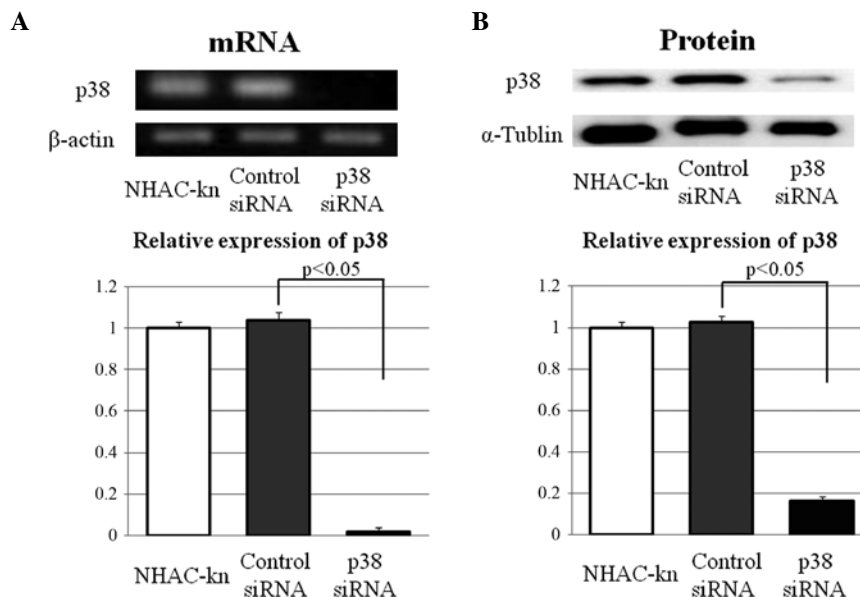 A
mRNA
p38
β-actin
NHAC-kn
Control
siRNA
p38
siRNA
Relative expression of p38
p<0.05
1.2
1
0.8
0.6
0.4
0.2
0
NHAC-kn
Control
siRNA
p38
siRNA
B
Protein
p38
α-Tublin
NHAC-kn
Control
siRNA
p38
siRNA
Relative expression of p38
p<0.05
1.2
1
0.8
0.6
0.4
0.2
0
NHAC-kn
Control
siRNA
p38
siRNA